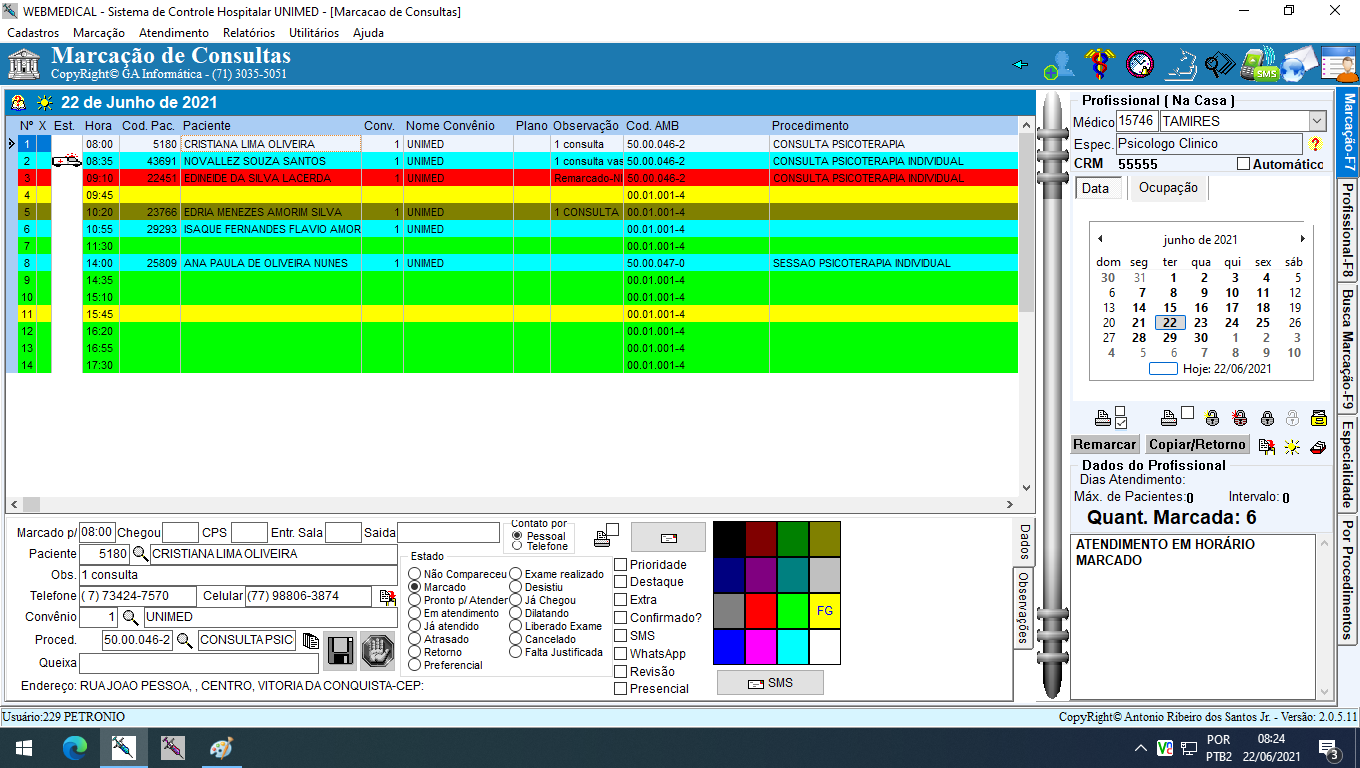 WEBMEDICAL - Sistema de Controle Hospitalar UNIMED - [Marcacao de Consultas]
Cadastros Marcação Atendimento Relatórios Utilitários Ajuda
Marcação de Consultas
CopyRight© GA Informática - (71) 3035-5051
SMS
22 de Junho de 2021
Nº X Est. Hora Cod. Pac. Paciente Conv. Nome Convênio Plano Observação Cod. AMB Procedimento
1 08:00 5180 CRISTIANA LIMA OLIVEIRA 1 UNIMED 1 consulta 50.00.046-2 CONSULTA PSICOTERAPIA
2 08:35 43691 NOVALLEZ SOUZA SANTOS 1 UNIMED 1 consulta vas 50.00.046-2 CONSULTA PSICOTERAPIA INDIVIDUAL
3 09:10 22451 EDINEIDE DA SILVA LACERDA 1 UNIMED Remarcado-N 50.00.046-2 CONSULTA PSICOTERAPIA INDIVIDUAL
4 09:45 00.01.001-4
5 10:20 23766 EDRIA MENEZES AMORIM SILVA 1 UNIMED 1 CONSULTA 00.01.001-4
6 10:55 29293 ISAQUE FERNANDES FLAVIO AMOR 1 UNIMED 00.01.001-4
7 11:30 00.01.001-4
8 14:00 25809 ANA PAULA DE OLIVEIRA NUNES 1 UNIMED 50.00.047-0 SESSAO PSICOTERAPIA INDIVIDUAL
9 14:35 00.01.001-4
10 15:10 00.01.001-4
11 15:45 00.01.001-4
12 16:20 00.01.001-4
13 16:55 00.01.001-4
14 17:30 00.01.001-4
Profissional ( Na Casa )
Médico 15746 TAMIRES
Espec. Psicologo Clinico ?
CRM 55555 Automático
Data Ocupação
junho de 2021
dom seg ter qua qui sex sáb
30 31 1 2 3 4 5
6 7 8 9 10 11 12
13 14 15 16 17 18 19
20 21 22 23 24 25 26
27 28 29 30 1 2 3
4 5 6 7 8 9 10
Hoje: 22/06/2021
Remarcar Copiar/Retorno
Dados do Profissional
Dias Atendimento:
Máx. de Pacientes:0 Intervalo: 0
Quant. Marcada: 6
ATENDIMENTO EM HORÁRIO
MARCADO
Marcação-F7
Profissional-F8
Busca Marcação-F9
Especialidade
Por Procedimentos
Marcado p/ 08:00 Chegou CPS Entr. Sala Saida
Paciente 5180 CRISTIANA LIMA OLIVEIRA
Obs. 1 consulta
Telefone ( 7) 73424-7570 Celular (77) 98806-3874
Convênio 1 UNIMED
Proced. 50.00.046-2 CONSULTA PSIC
Queixa
Endereço: RUA JOAO PESSOA, , CENTRO, VITORIA DA CONQUISTA-CEP:
Contato por
Pessoal
Telefone
Estado
Não Compareceu Exame realizado
Marcado Desistiu
Pronto p/ Atender Já Chegou
Em atendimento Dilatando
Já atendido Liberado Exame
Atrasado Cancelado
Retorno Falta Justificada
Preferencial
Prioridade
Destaque
Extra
Confirmado?
SMS
WhatsApp
Revisão
Presencial
FG
SMS
Dados
Observações
Usuário:229 PETRONIO CopyRight© Antonio Ribeiro dos Santos Jr. - Versão: 2.0.5.11
POR
PTB2
08:24
22/06/2021
3